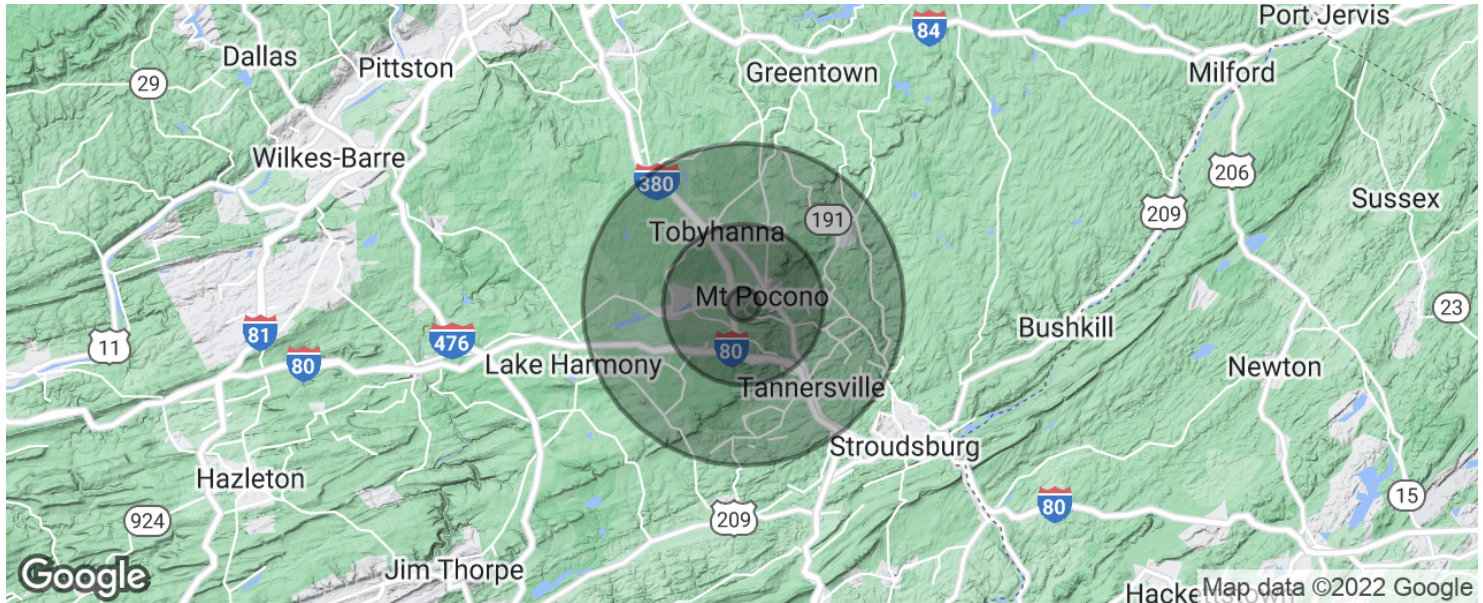 Port Jervis
84
Dallas
Pittston
Greentown
Milford
29
Wilkes-Barre
380
206
191
Sussex
209
Tobyhanna
Mt Pocono
23
Bushkill
81
476
11
80
80
Lake Harmony
Newton
Tannersville
Stroudsburg
Hazleton
15
80
924
209
Jim Thorpe
Google
Hackettstown
Map data ©2022 Google